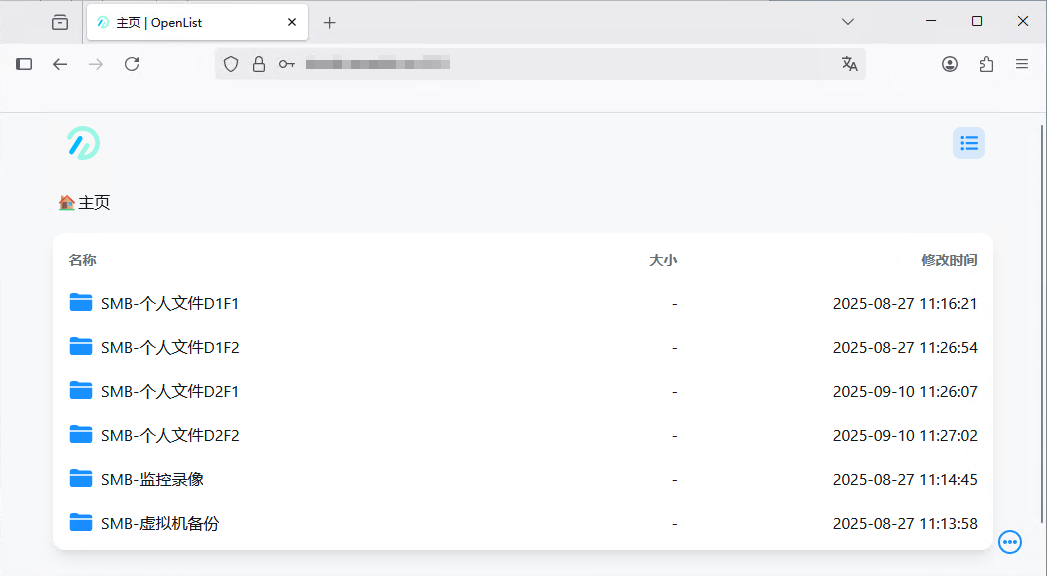 主页 | OpenList
主页
名称 大小 修改时间
SMB-个人文件D1F1 - 2025-08-27 11:16:21
SMB-个人文件D1F2 - 2025-08-27 11:26:54
SMB-个人文件D2F1 - 2025-09-10 11:26:07
SMB-个人文件D2F2 - 2025-09-10 11:27:02
SMB-监控录像 - 2025-08-27 11:14:45
SMB-虚拟机备份 - 2025-08-27 11:13:58